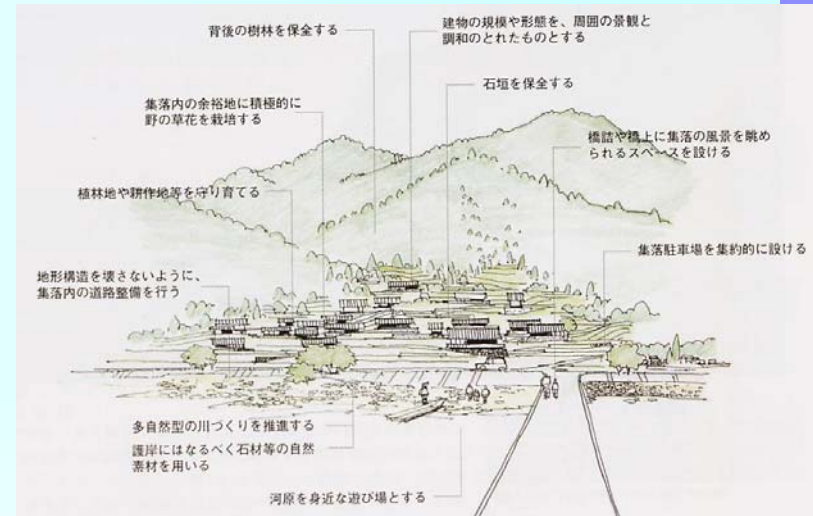 背後の樹林を保全する
建物の規模や形態を、周囲の景観と
調和のとれたものとする
石垣を保全する
集落内の余裕地に積極的に
野の草花を栽培する
橋詰や橋上に集落の風景を眺め
られるスペースを設ける
植林地や耕作地等を守り育てる
集落駐車場を集約的に設ける
地形構造を壊さないように、
集落内の道路整備を行う
多自然型の川づくりを推進する
護岸にはなるべく石材等の自然
素材を用いる
河原を身近な遊び場とする